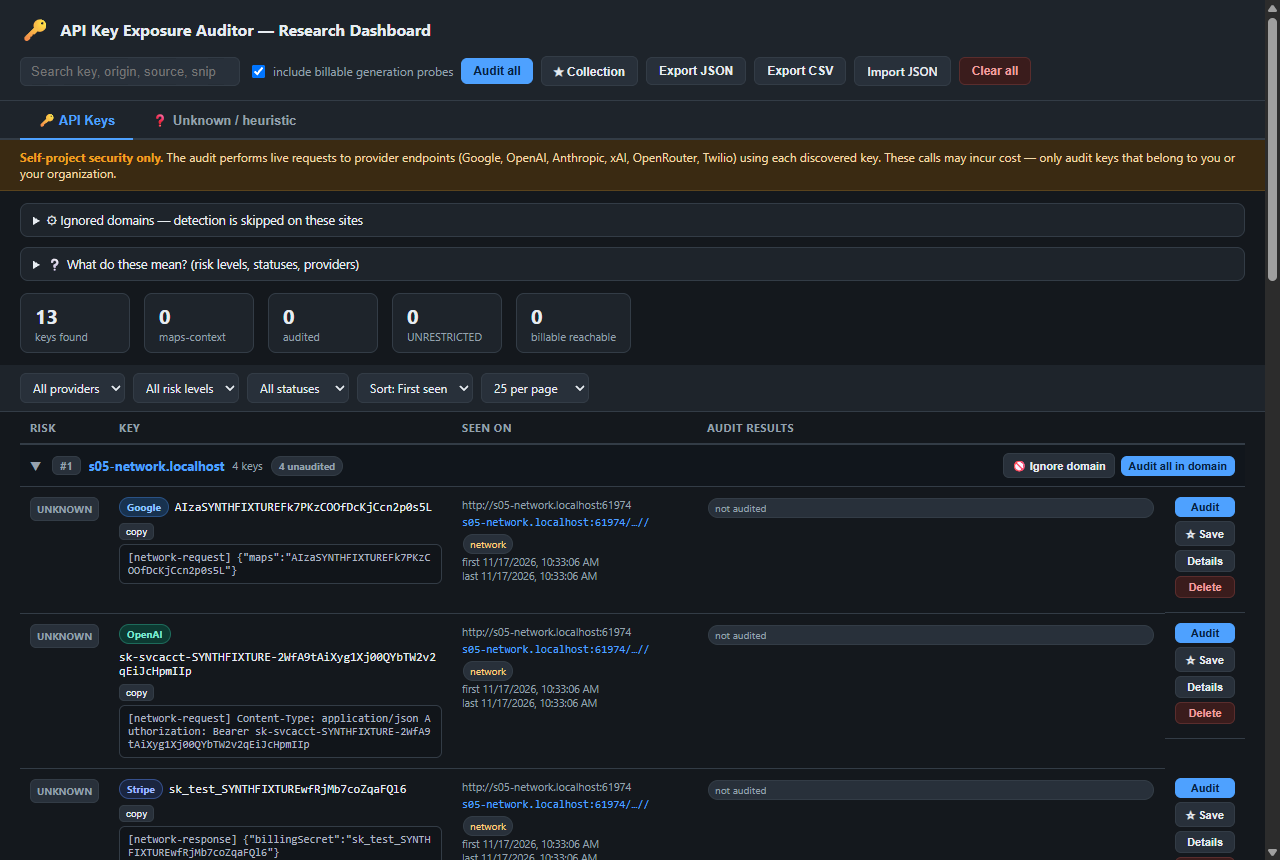 API Key Exposure Auditor — Research Dashboard
Search key, origin, source, snip
include billable generation probes
Audit all
★ Collection
Export JSON
Export CSV
Import JSON
Clear all
API Keys
Unknown / heuristic
Self-project security only. The audit performs live requests to provider endpoints (Google, OpenAI, Anthropic, xAI, OpenRouter, Twilio) using each discovered key. These calls may incur cost — only audit keys that belong to you or
your organization.
▶ ⚙ Ignored domains — detection is skipped on these sites
▶ ❔ What do these mean? (risk levels, statuses, providers)
13
keys found
0
maps-context
0
audited
0
UNRESTRICTED
0
billable reachable
All providers
All risk levels
All statuses
Sort: First seen
25 per page
RISK KEY SEEN ON AUDIT RESULTS
▼ #1 s05-network.localhost 4 keys 4 unaudited
Ignore domain
Audit all in domain
UNKNOWN
Google AIzaSYNTHFIXTUREFk7PKzCOOfDcKjCcn2p0s5L
copy
[network-request] {"maps":"AIzaSYNTHFIXTUREFk7PKzC
OOfDcKjCcn2p0s5L"}
http://s05-network.localhost:61974
s05-network.localhost:61974/…//
network
first 11/17/2026, 10:33:06 AM
last 11/17/2026, 10:33:06 AM
not audited
Audit
★ Save
Details
Delete
UNKNOWN
OpenAI
sk-svcacct-SYNTHFIXTURE-2WfA9tAiXyg1Xj00QYbTW2v2
qEiJcHpmIIp
copy
[network-request] Content-Type: application/json A
uthorization: Bearer sk-svcacct-SYNTHFIXTURE-2WfA9
tAiXyg1Xj00QYbTW2v2qEiJcHpmIIp
http://s05-network.localhost:61974
s05-network.localhost:61974/…//
network
first 11/17/2026, 10:33:06 AM
last 11/17/2026, 10:33:06 AM
not audited
Audit
★ Save
Details
Delete
UNKNOWN
Stripe sk_test_SYNTHFIXTUREwfRjMb7coZqaFQl6
copy
[network-response] {"billingSecret":"sk_test_SYNTH
FIXTUREwfRjMb7coZqaFQl6"}
http://s05-network.localhost:61974
s05-network.localhost:61974/…//
network
first 11/17/2026, 10:33:06 AM
last 11/17/2026, 10:33:06 AM
not audited
Audit
★ Save
Details